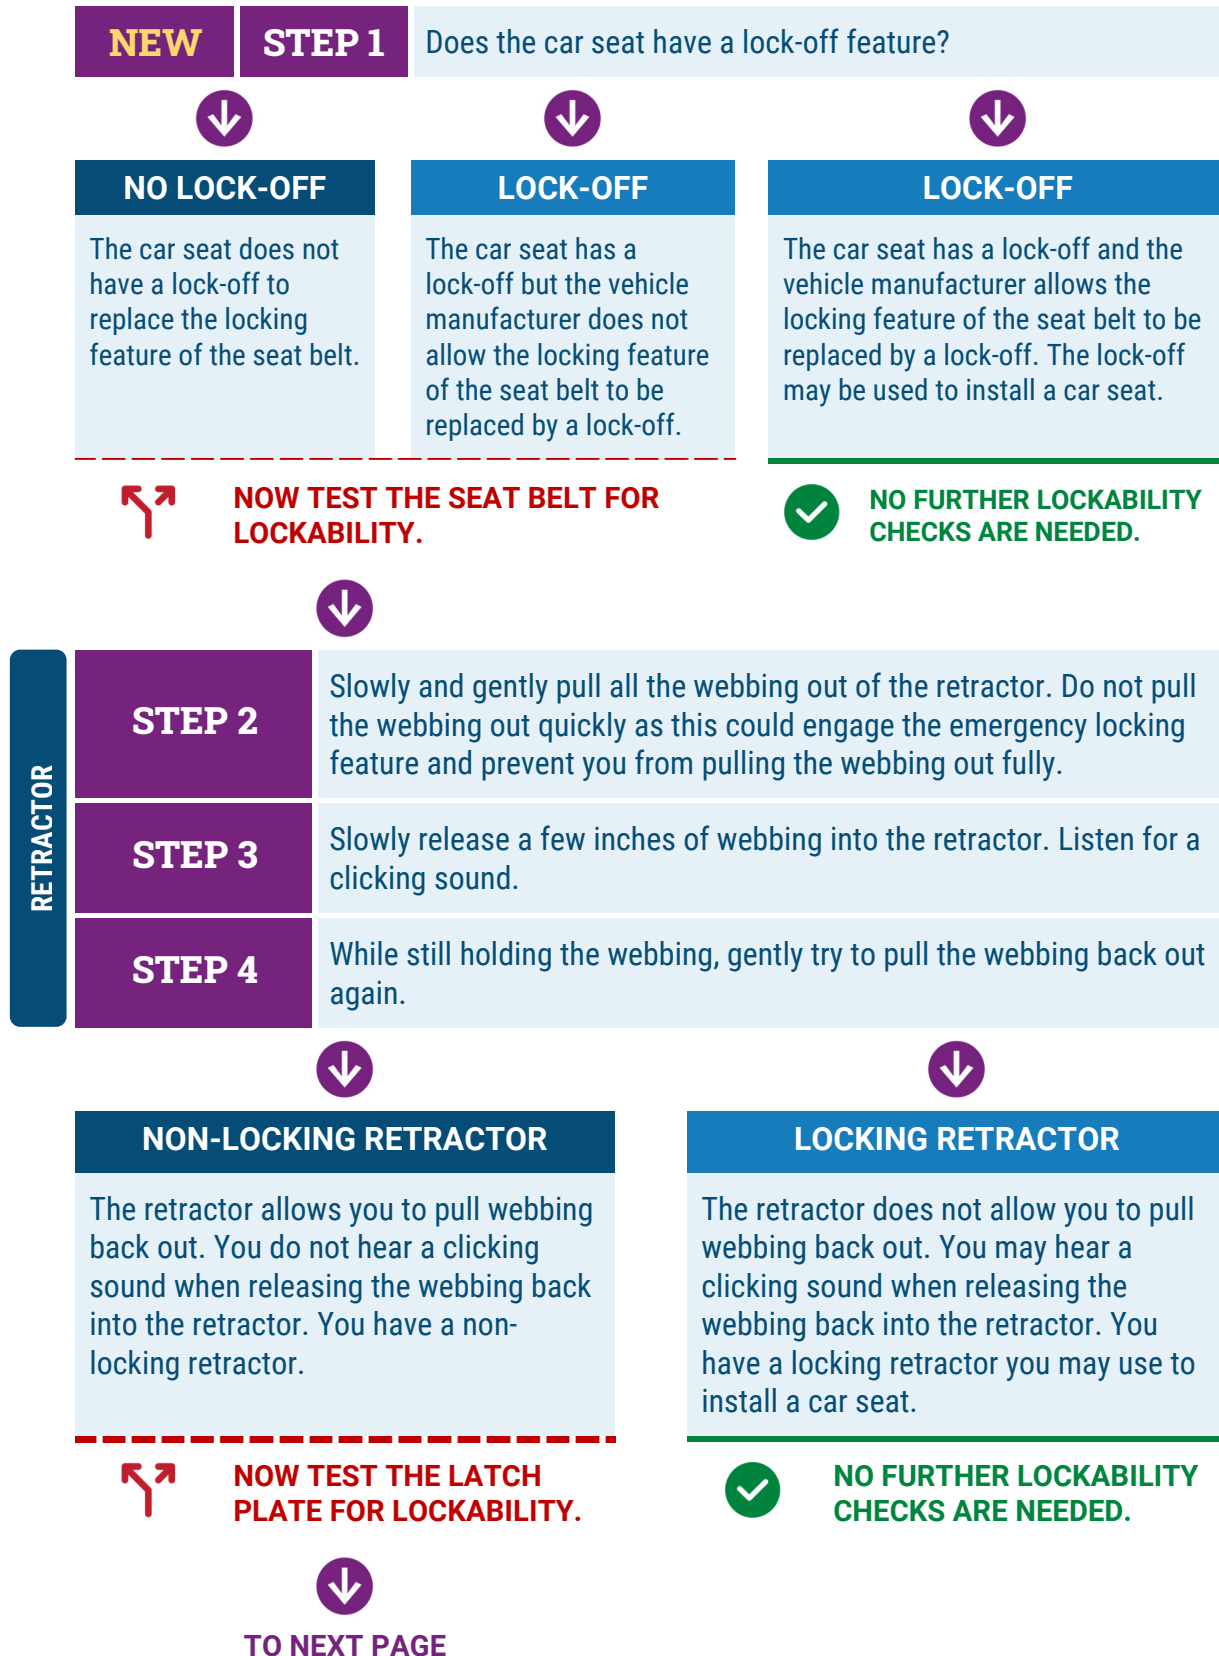 NEW
STEP 1
Does the car seat have a lock-off feature?
NO LOCK-OFF
The car seat does not
have a lock-off to
replace the locking
feature of the seat belt.
LOCK-OFF
The car seat has a
lock-off but the vehicle
manufacturer does not
allow the locking feature
of the seat belt to be
replaced by a lock-off.
LOCK-OFF
The car seat has a lock-off and the
vehicle manufacturer allows the
locking feature of the seat belt to be
replaced by a lock-off. The lock-off
may be used to install a car seat.
NOW TEST THE SEAT BELT FOR
LOCKABILITY.
NO FURTHER LOCKABILITY
CHECKS ARE NEEDED.
RETRACTOR
STEP 2
Slowly and gently pull all the webbing out of the retractor. Do not pull
the webbing out quickly as this could engage the emergency locking
feature and prevent you from pulling the webbing out fully.
STEP 3
Slowly release a few inches of webbing into the retractor. Listen for a
clicking sound.
STEP 4
While still holding the webbing, gently try to pull the webbing back out
again.
NON-LOCKING RETRACTOR
The retractor allows you to pull webbing
back out. You do not hear a clicking
sound when releasing the webbing back
into the retractor. You have a non-
locking retractor.
LOCKING RETRACTOR
The retractor does not allow you to pull
webbing back out. You may hear a
clicking sound when releasing the
webbing back into the retractor. You
have a locking retractor you may use to
install a car seat.
NOW TEST THE LATCH
PLATE FOR LOCKABILITY.
NO FURTHER LOCKABILITY
CHECKS ARE NEEDED.
TO NEXT PAGE